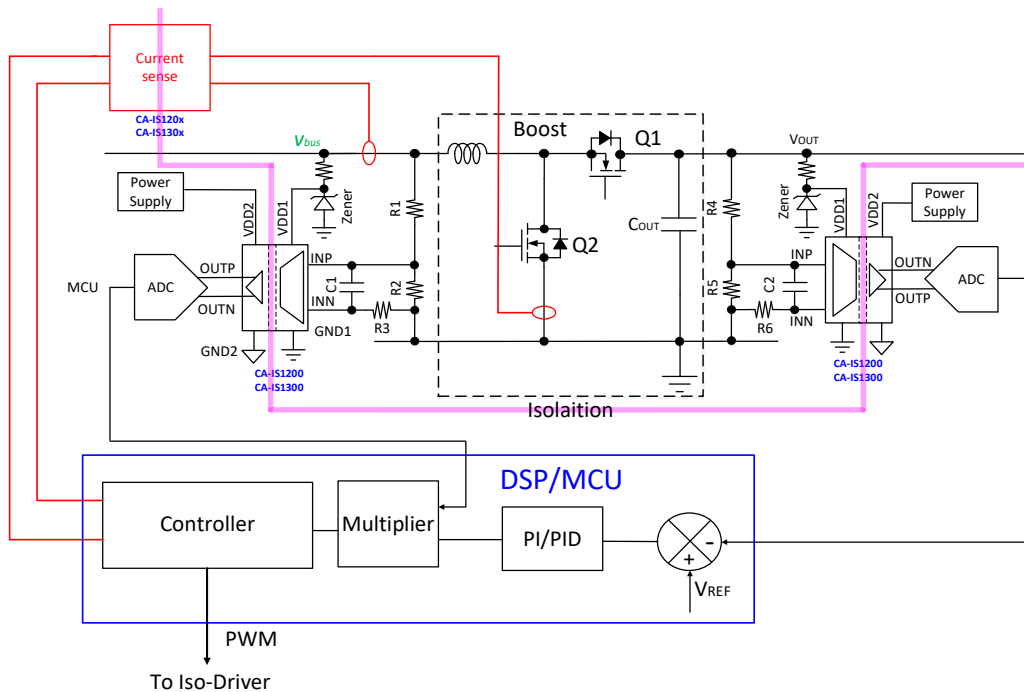 Current
sense
CA-IS120x
CA-IS130x
Vbus
Boost
Q1
VOUT
Power
Supply
VDD2
VDD1
Zener
R1
COUT
R4
Zener
VDD1
VDD2
Power
Supply
Q2
MCU
ADC
OUTP
OUTN
INP
INN
C1
R2
R3
GND1
GND2
R5
C2
R6
INP
INN
OUTN
OUTP
ADC
CA-IS1200
CA-IS1300
CA-IS1200
CA-IS1300
Isolaition
DSP/MCU
Controller
Multiplier
PI/PID
-
+
VREF
PWM
To Iso-Driver